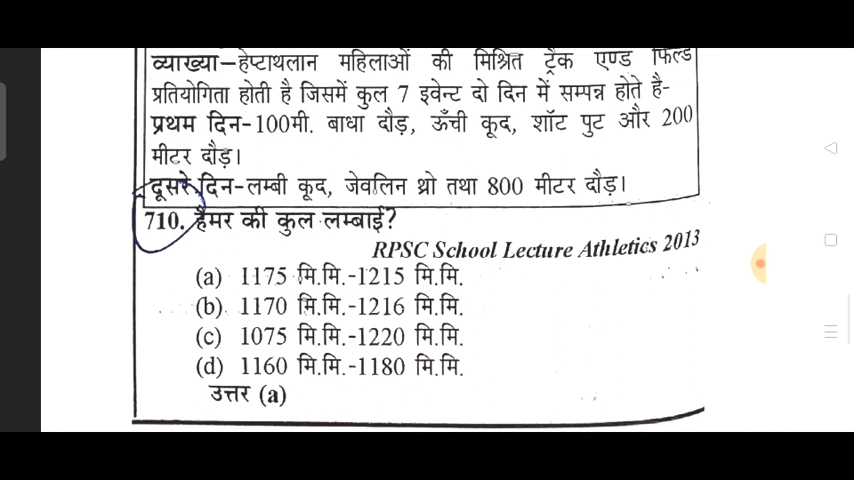 व्याख्या–हेप्टाथलान महिलाओं की मिश्रित ट्रैक एण्ड फिल्ड
प्रतियोगिता होती है जिसमें कुल 7 इवेन्ट दो दिन में सम्पन्न होते है-
प्रथम दिन-100मी. बाधा दौड़, ऊँची कूद, शॉट पुट और 200
मीटर दौड़।
दूसरे दिन-लम्बी कूद, जेवलिन थ्रो तथा 800 मीटर दौड़।
710. हैमर की कुल लम्बाई?
RPSC School Lecture Athletics 2013
(a) 1175 मि.मि.-1215 मि.मि.
(b) 1170 मि.मि.-1216 मि.मि.
(c) 1075 मि.मि.-1220 मि.मि.
(d) 1160 मि.मि.-1180 मि.मि.
उत्तर (a)